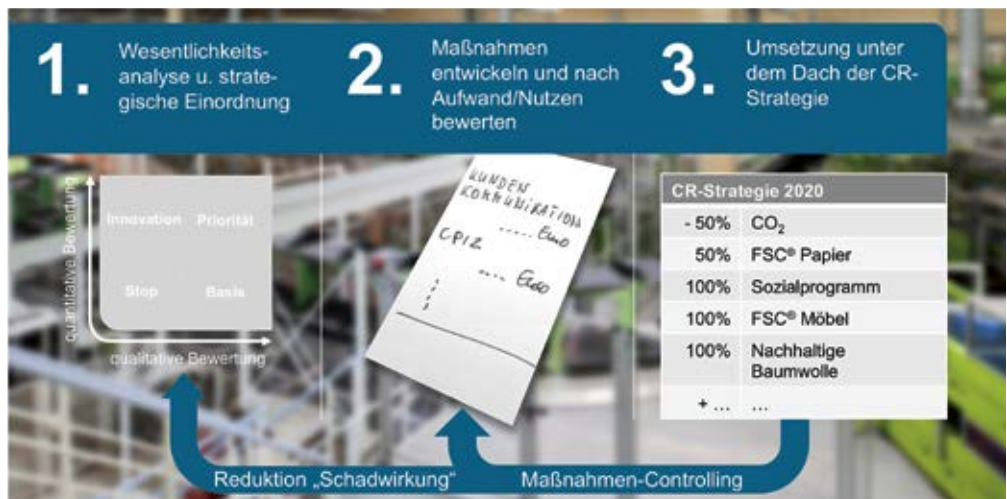 1.
Wesentlichkeits-
analyse u. strate-
gische Einordnung
2.
Maßnahmen
entwickeln und nach
Aufwand/Nutzen
bewerten
3.
Umsetzung unter
dem Dach der CR-
Strategie
quantitative Bewertung
Innovation Priorität
Stop Basis
qualitative Bewertung
KUNDEN
KOMMUNIKATION
..... Euro
CPIZ
.... Euro
CR-Strategie 2020
- 50% CO₂
50% FSC® Papier
100% Sozialprogramm
100% FSC® Möbel
100% Nachhaltige
Baumwolle
+ ... ...
Reduktion „Schadwirkung“
Maßnahmen-Controlling